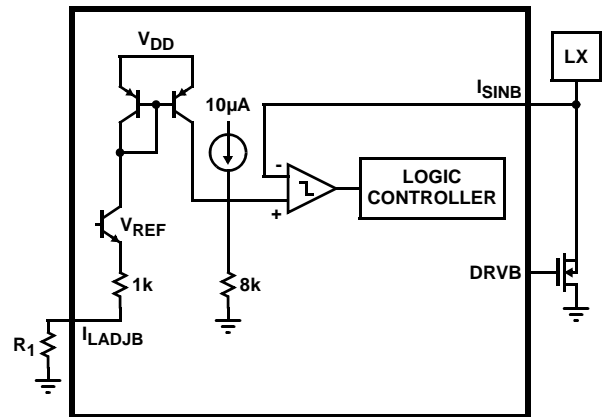 VDD
LX
ISINB
10µA
-
+
LOGIC
CONTROLLER
VREF
DRVB
1k
8k
ILADJB
R1